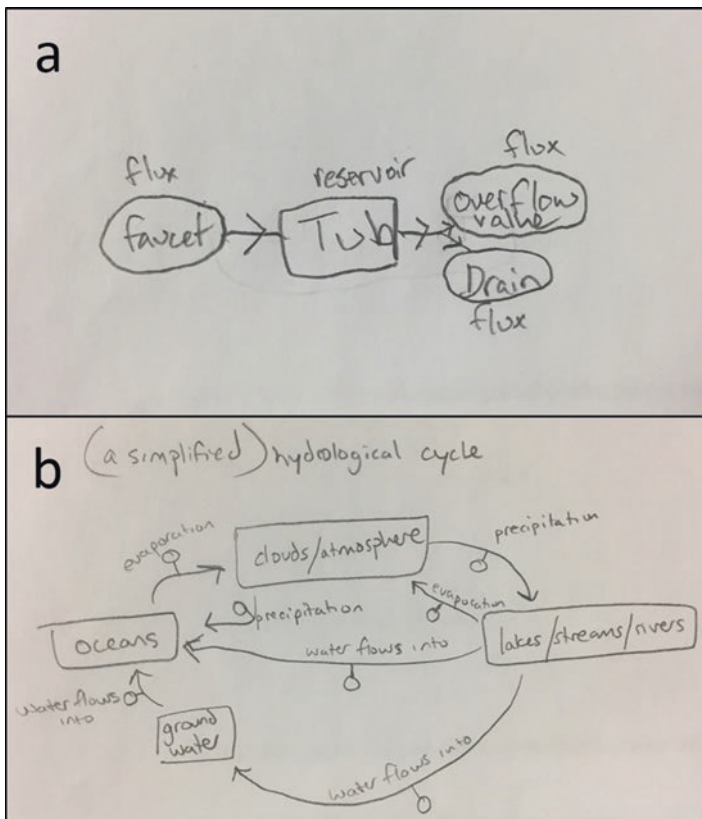 a
flux
reservoir
flux
faucet
Tub
overflow
value
Drain
flux
b
(a simplified) hydrological cycle
evaporation
clouds/atmosphere
precipitation
precipitation
evaporation
oceans
water flows into
lakes/streams/rivers
water flows
into
ground
water
water flows into